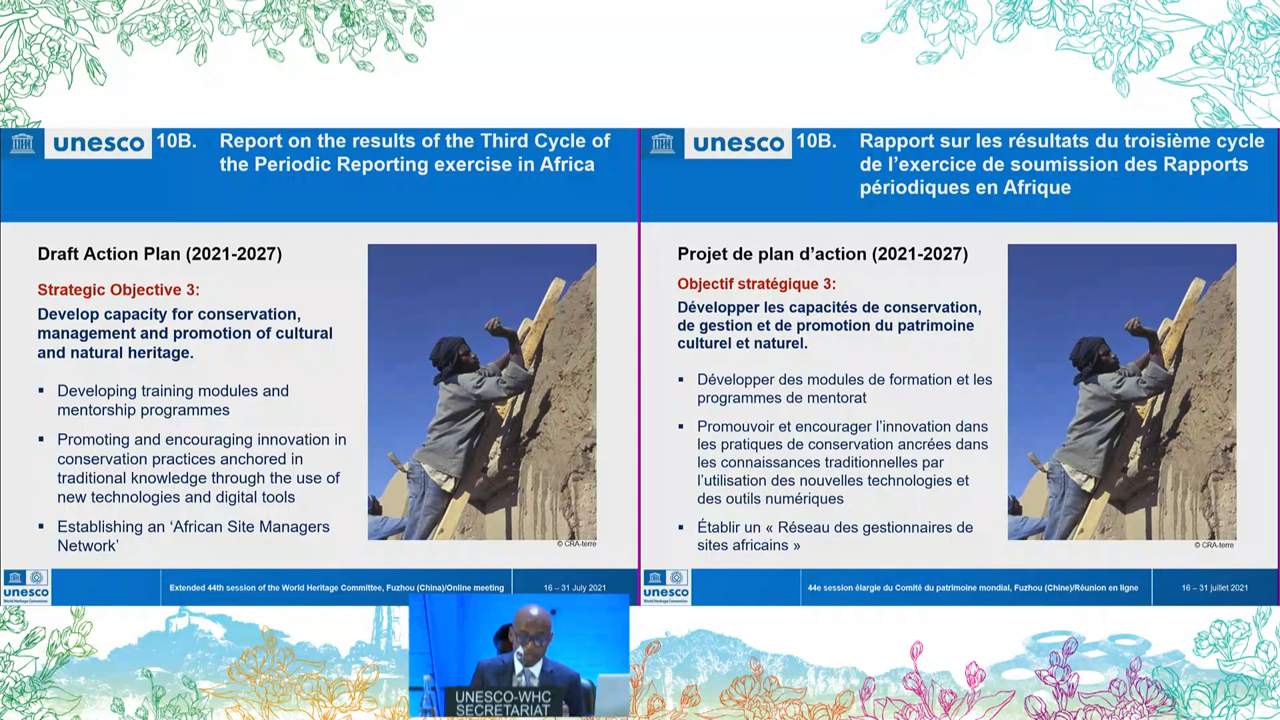 unesco
10B. Report on the results of the Third Cycle of
the Periodic Reporting exercise in Africa
Draft Action Plan (2021-2027)
Strategic Objective 3:
Develop capacity for conservation,
management and promotion of cultural
and natural heritage.
▪ Developing training modules and
mentorship programmes
▪ Promoting and encouraging innovation in
conservation practices anchored in
traditional knowledge through the use of
new technologies and digital tools
▪ Establishing an ‘African Site Managers
Network’
© CRA-terre
unesco
World Heritage Convention
Extended 44th session of the World Heritage Committee, Fuzhou (China)/Online meeting
16 – 31 July 2021
unesco
10B. Rapport sur les résultats du troisième cycle
de l’exercice de soumission des Rapports
périodiques en Afrique
Projet de plan d’action (2021-2027)
Objectif stratégique 3:
Développer les capacités de conservation,
de gestion et de promotion du patrimoine
culturel et naturel.
▪ Développer des modules de formation et les
programmes de mentorat
▪ Promouvoir et encourager l’innovation dans
les pratiques de conservation ancrées dans
les connaissances traditionnelles par
l’utilisation des nouvelles technologies et
des outils numériques
▪ Établir un « Réseau des gestionnaires de
sites africains »
© CRA-terre
unesco
World Heritage Convention
44e session élargie du Comité du patrimoine mondial, Fuzhou (Chine)/Réunion en ligne
16 – 31 juillet 2021
UNESCO-WHC
SECRETARIAT